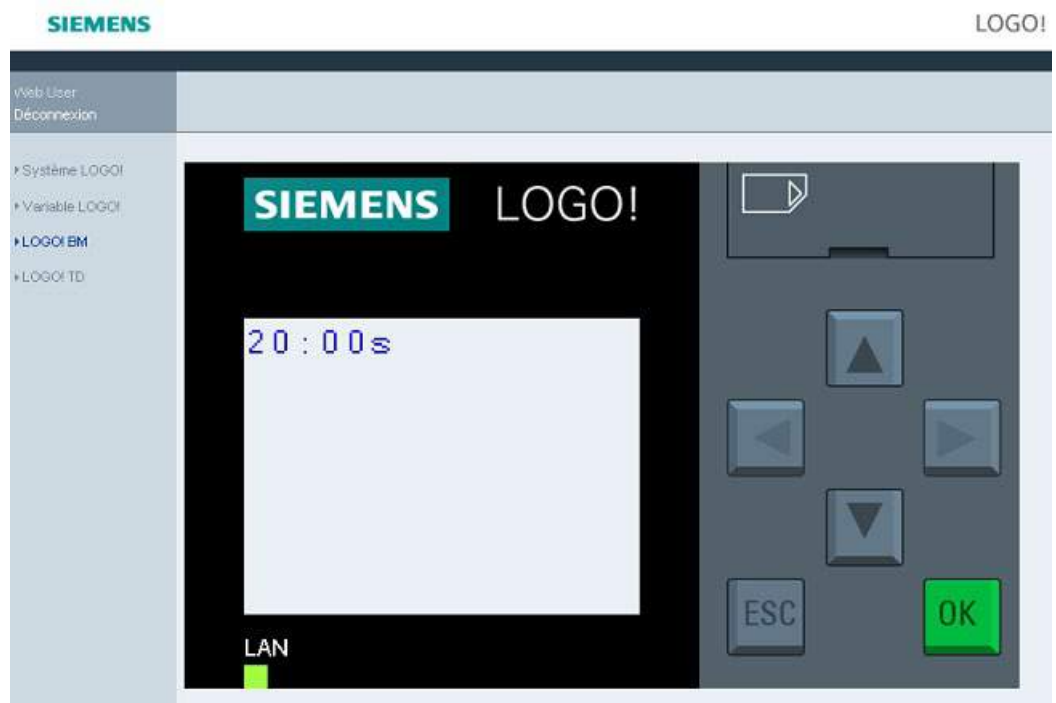 SIEMENS
LOGO!
Web User
Déconnexion
Système LOGO!
Variable LOGO!
LOGO! BM
LOGO! TD
SIEMENS LOGO!
20:00s
LAN
ESC
OK